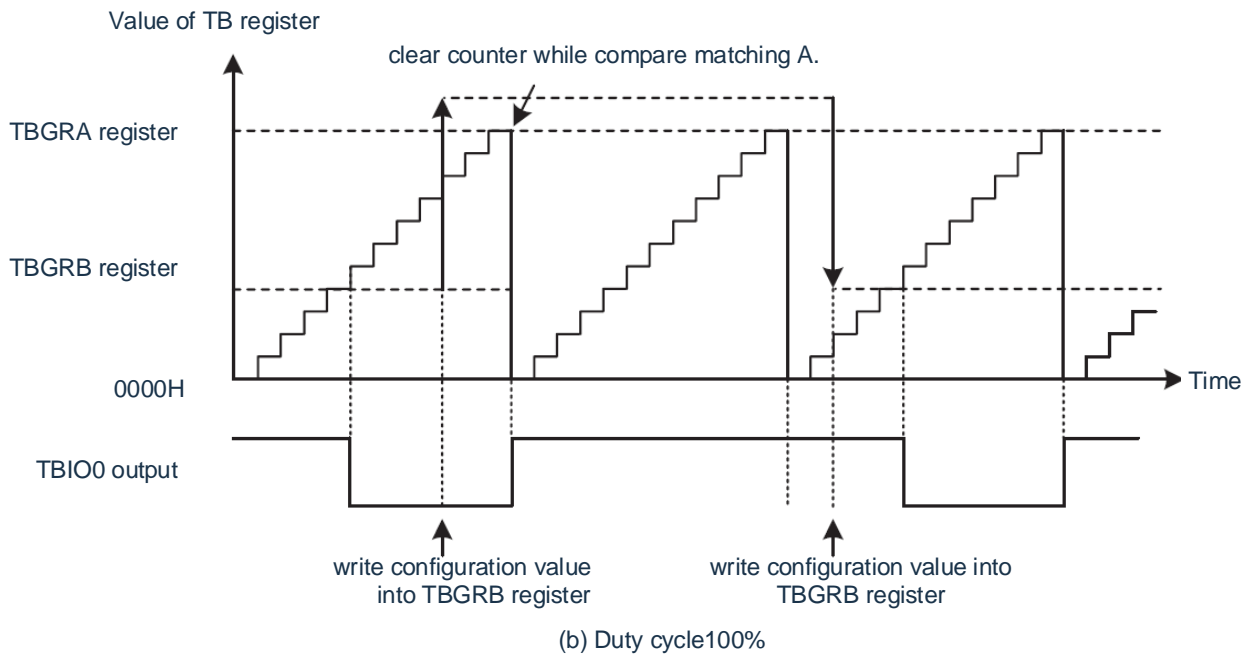 Value of TB register
clear counter while compare matching A.
TBGRA register
TBGRB register
0000H
Time
TBIO0 output
write configuration value
into TBGRB register
write configuration value into
TBGRB register
(b) Duty cycle100%